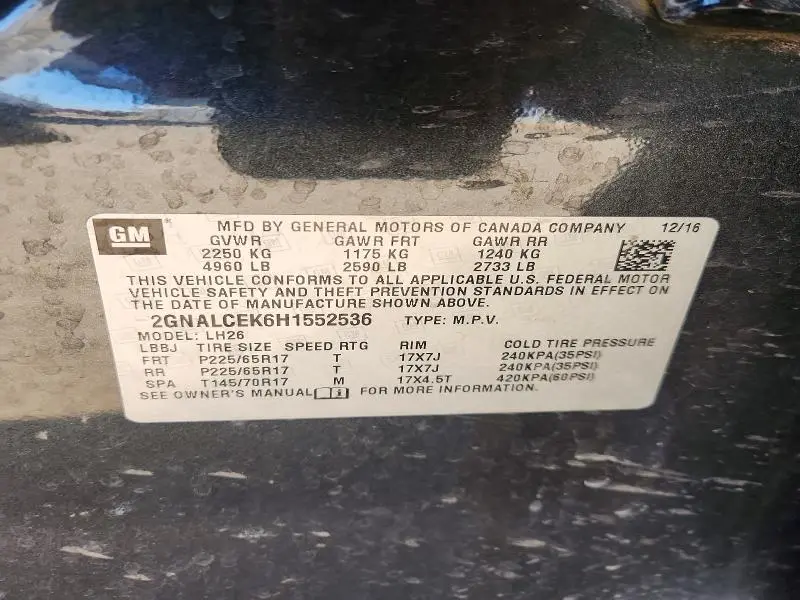 GM
MFD BY GENERAL MOTORS OF CANADA COMPANY 12/16
GVWR GAWR FRT GAWR RR
2250 KG 1175 KG 1240 KG
4960 LB 2590 LB 2733 LB
THIS VEHICLE CONFORMS TO ALL APPLICABLE U.S. FEDERAL MOTOR
VEHICLE SAFETY AND THEFT PREVENTION STANDARDS IN EFFECT ON
THE DATE OF MANUFACTURE SHOWN ABOVE.
2GNALCEK6H1552536 TYPE: M.P.V.
MODEL: LH26
LBBJ TIRE SIZE SPEED RTG RIM COLD TIRE PRESSURE
FRT P225/65R17 T 17X7J 240KPA(35PSI)
RR P225/65R17 T 17X7J 240KPA(35PSI)
SPA T145/70R17 M 17X4.5T 420KPA(60PSI)
SEE OWNER'S MANUAL FOR MORE INFORMATION